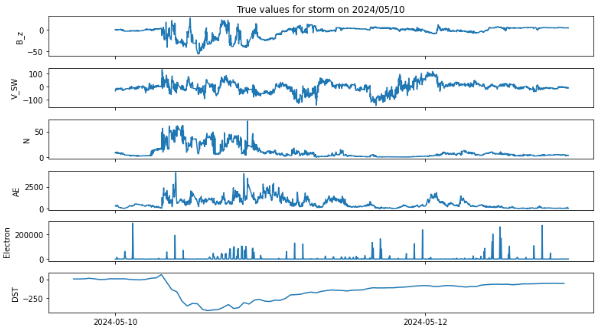 True values for storm on 2024/05/10
B_z
0
−50
V_SW
100
0
−100
N
50
0
AE
2500
0
Electron
200000
0
DST
0
−250
2024-05-10 2024-05-12